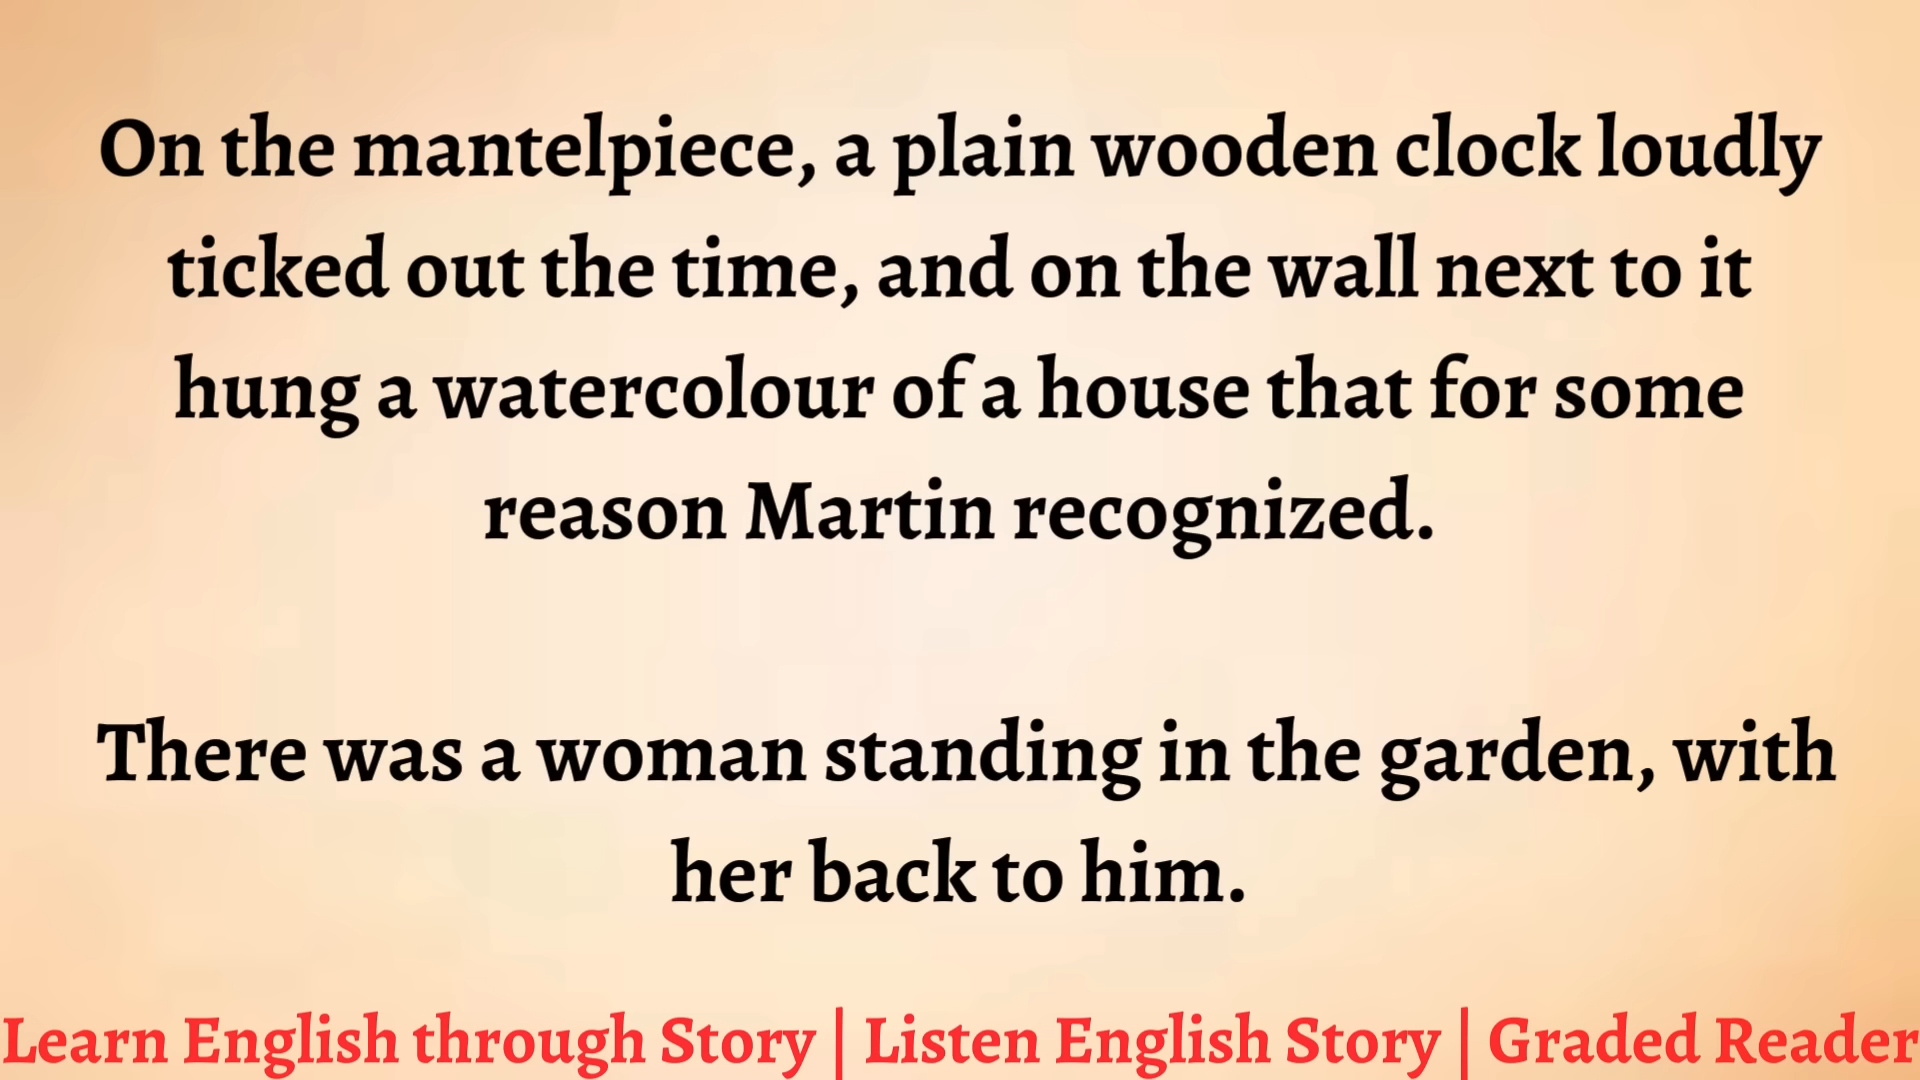 On the mantelpiece, a plain wooden clock loudly
ticked out the time, and on the wall next to it
hung a watercolour of a house that for some
reason Martin recognized.
There was a woman standing in the garden, with
her back to him.
Learn English through Story | Listen English Story | Graded Reader